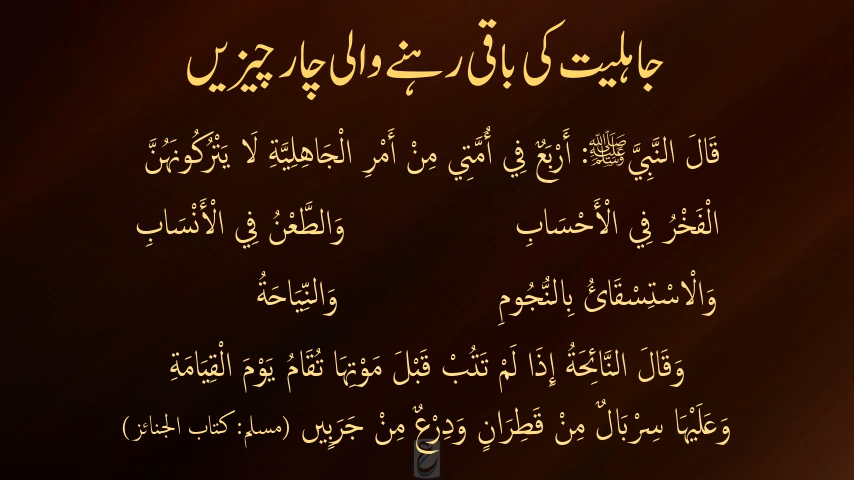 جاہلیت کی باقی رہنے والی چار چیزیں
قَالَ النَّبِيَّ ﷺ: أَرْبَعٌ فِي أُمَّتِي مِنْ أَمْرِ الْجَاهِلِيَّةِ لَا يَتْرُكُونَهُنَّ
الْفَخْرُ فِي الْأَحْسَابِ وَالطَّعْنُ فِي الْأَنْسَابِ
وَالْاسْتِسْقَائُ بِالنُّجُومِ وَالنِّيَاحَةُ
وَقَالَ النَّائِحَةُ إِذَا لَمْ تَتُبْ قَبْلَ مَوْتِهَا تُقَامُ يَوْمَ الْقِيَامَةِ
وَعَلَيْهَا سِرْبَالٌ مِنْ قَطِرَانٍ وَدِرْعٌ مِنْ جَرَبٍیں (مسلم: کتاب الجنائز)